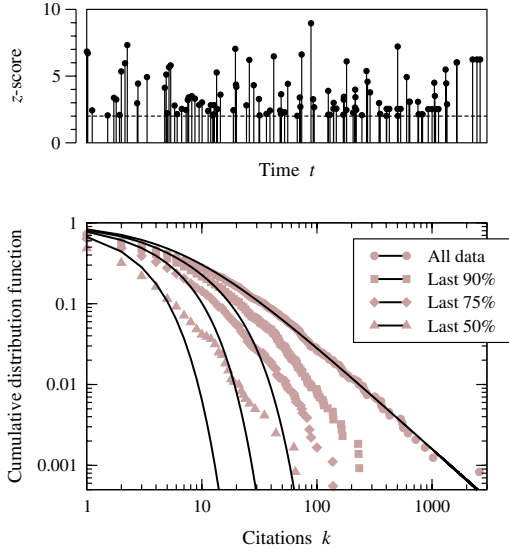 10
5
0
z-score
Time t
1
0.1
0.01
0.001
Cumulative distribution function
All data
Last 90%
Last 75%
Last 50%
1
10
100
1000
Citations k